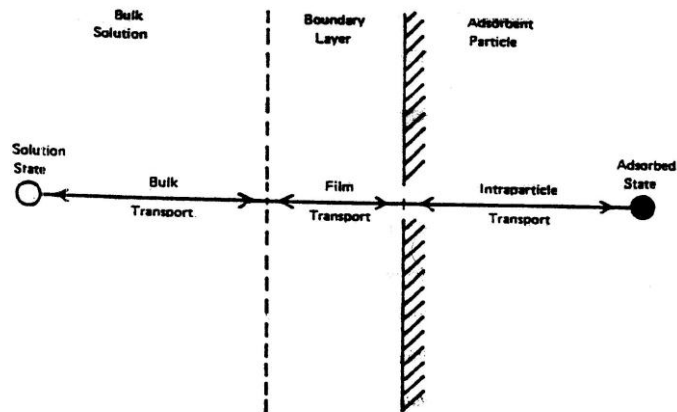 Bulk
Solution
Boundary
Layer
Adsorbent
Particle
Solution
State
Bulk
Transport
Film
Transport
Intraparticle
Transport
Adsorbed
State